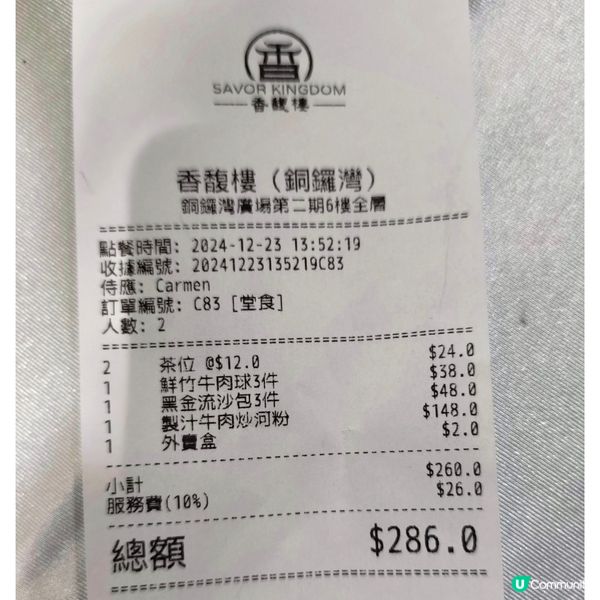 香
SAVOR KINGDOM
香馥樓
香馥樓（銅鑼灣）
銅鑼灣廣場第二期6樓全層
點餐時間: 2024-12-23 13:52:19
收據編號: 20241223135219C83
侍應: Carmen
訂單編號: C83 [堂食]
人數: 2
2 茶位 @$12.0 $24.0
1 鮮竹牛肉球3件 $38.0
1 黑金流沙包3件 $48.0
1 製汁牛肉炒河粉 $148.0
1 外賣盒 $2.0
小計 $260.0
服務費(10%) $26.0
總額 $286.0
U Communit